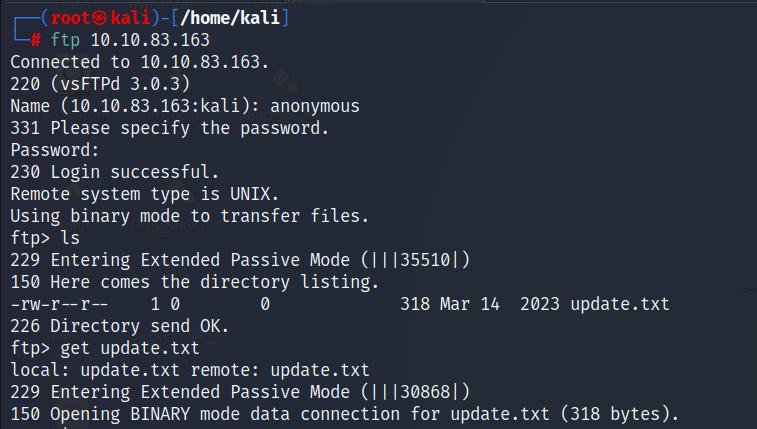 ┌──(root㉿kali)-[/home/kali]
└─# ftp 10.10.83.163
Connected to 10.10.83.163.
220 (vsFTPd 3.0.3)
Name (10.10.83.163:kali): anonymous
331 Please specify the password.
Password:
230 Login successful.
Remote system type is UNIX.
Using binary mode to transfer files.
ftp> ls
229 Entering Extended Passive Mode (|||35510|)
150 Here comes the directory listing.
-rw-r--r--    1 0        0             318 Mar 14  2023 update.txt
226 Directory send OK.
ftp> get update.txt
local: update.txt remote: update.txt
229 Entering Extended Passive Mode (|||30868|)
150 Opening BINARY mode data connection for update.txt (318 bytes).